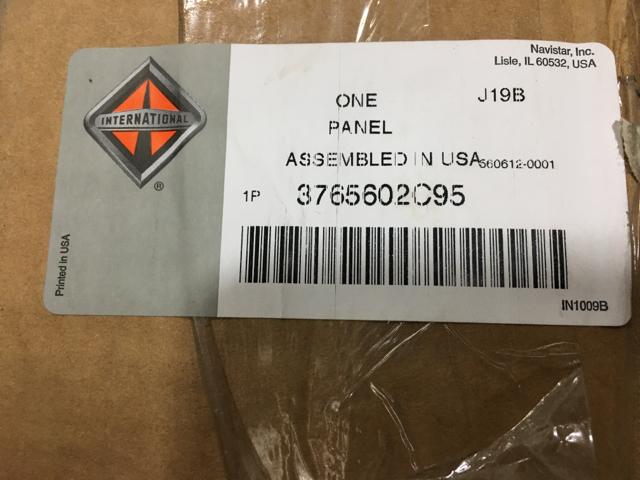 Navistar, Inc.
Lisle, IL 60532, USA
INTERNATIONAL
®
ONE J19B
PANEL
ASSEMBLED IN USA 560612-0001
1P 3765602C95
Printed in USA
IN1009B